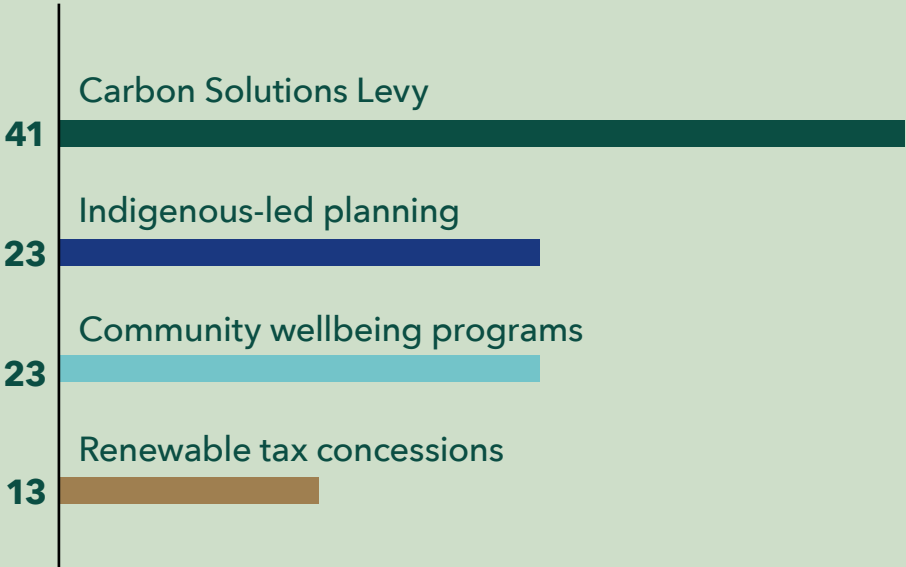 Carbon Solutions Levy
41
Indigenous-led planning
23
Community wellbeing programs
23
Renewable tax concessions
13